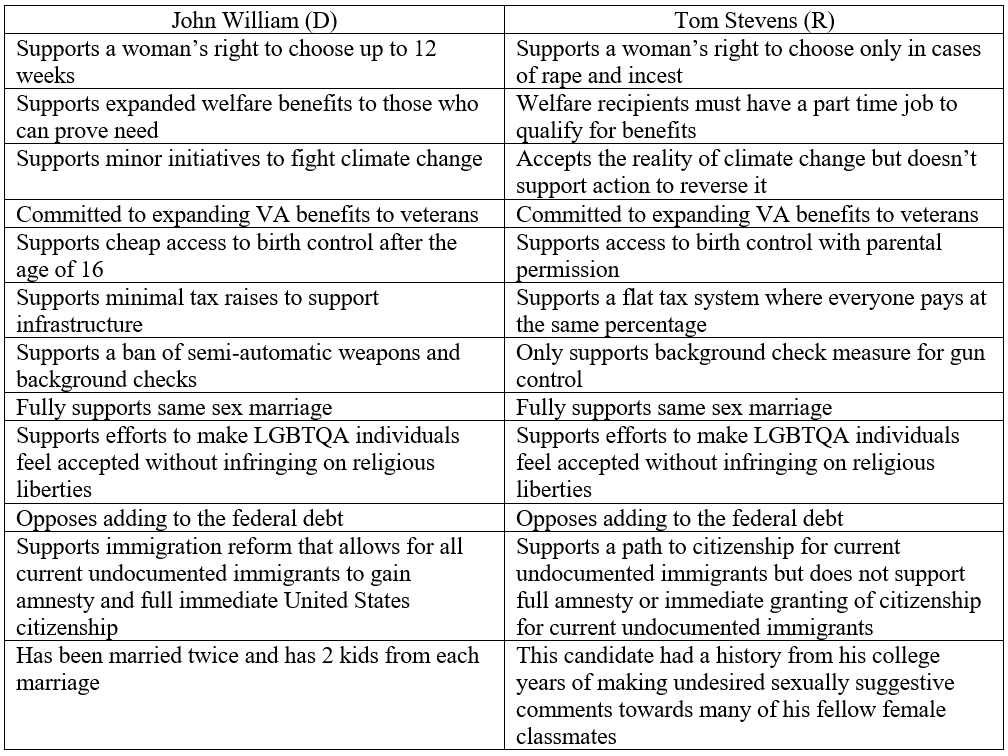 John William (D)
Tom Stevens (R)
Supports a woman’s right to choose up to 12
weeks
Supports a woman’s right to choose only in cases
of rape and incest
Supports expanded welfare benefits to those who
can prove need
Welfare recipients must have a part time job to
qualify for benefits
Supports minor initiatives to fight climate change
Accepts the reality of climate change but doesn’t
support action to reverse it
Committed to expanding VA benefits to veterans
Committed to expanding VA benefits to veterans
Supports cheap access to birth control after the
age of 16
Supports access to birth control with parental
permission
Supports minimal tax raises to support
infrastructure
Supports a flat tax system where everyone pays at
the same percentage
Supports a ban of semi-automatic weapons and
background checks
Only supports background check measure for gun
control
Fully supports same sex marriage
Fully supports same sex marriage
Supports efforts to make LGBTQA individuals
feel accepted without infringing on religious
liberties
Supports efforts to make LGBTQA individuals
feel accepted without infringing on religious
liberties
Opposes adding to the federal debt
Opposes adding to the federal debt
Supports immigration reform that allows for all
current undocumented immigrants to gain
amnesty and full immediate United States
citizenship
Supports a path to citizenship for current
undocumented immigrants but does not support
full amnesty or immediate granting of citizenship
for current undocumented immigrants
Has been married twice and has 2 kids from each
marriage
This candidate had a history from his college
years of making undesired sexually suggestive
comments towards many of his fellow female
classmates